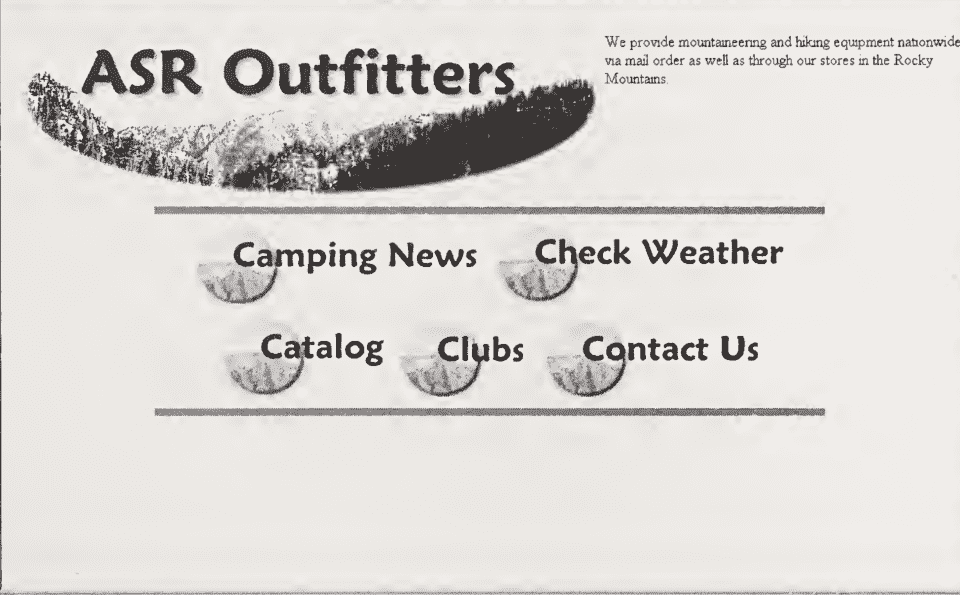 ASR Outfitters
We provide mountaineering and hiking equipment nationwide
via mail order as well as through our stores in the Rocky
Mountains.
Camping News
Check Weather
Catalog
Clubs
Contact Us